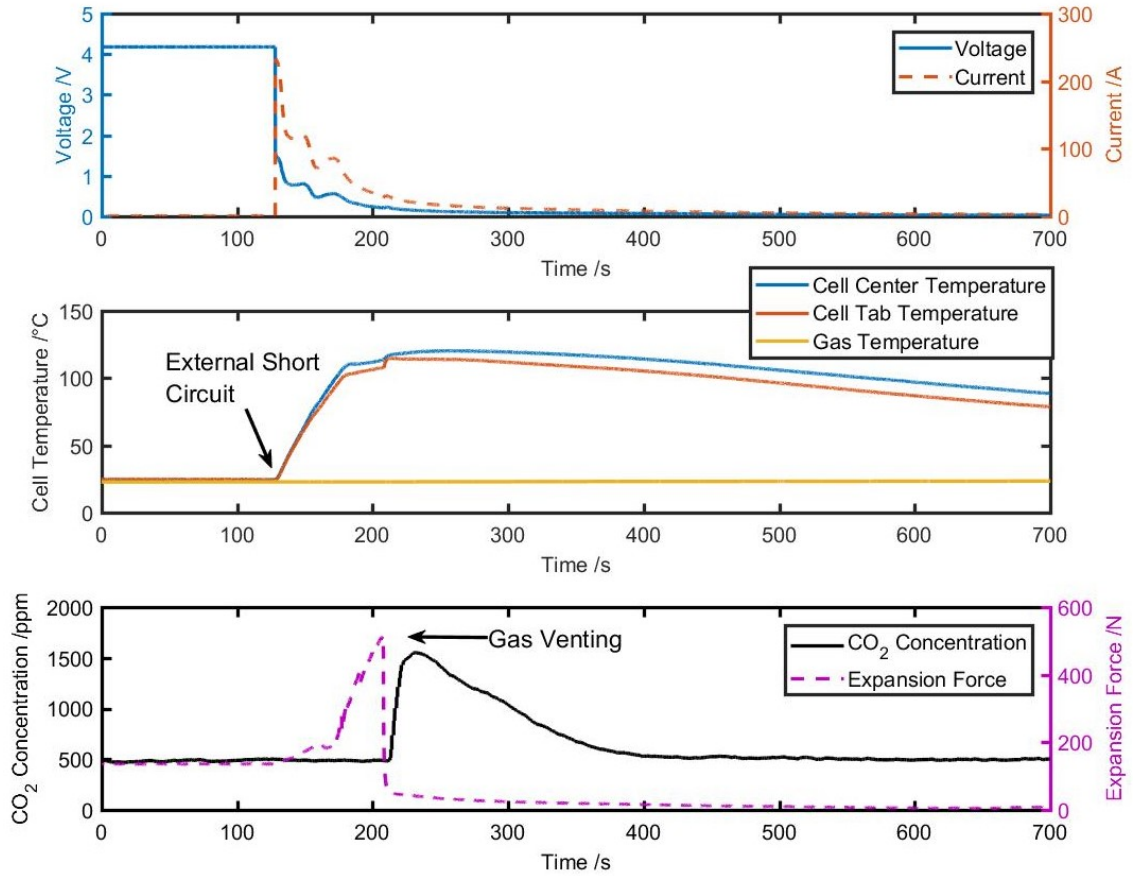 5
4
3
2
1
0
Voltage /V
300
200
100
0
Current /A
Voltage
Current
0 100 200 300 400 500 600 700
Time /s
150
100
50
0
Cell Temperature /°C
Cell Center Temperature
Cell Tab Temperature
Gas Temperature
External Short
Circuit
0 100 200 300 400 500 600 700
Time /s
2000
1500
1000
500
0
CO₂ Concentration /ppm
600
400
200
0
Expansion Force /N
Gas Venting
CO₂ Concentration
Expansion Force
0 100 200 300 400 500 600 700
Time /s